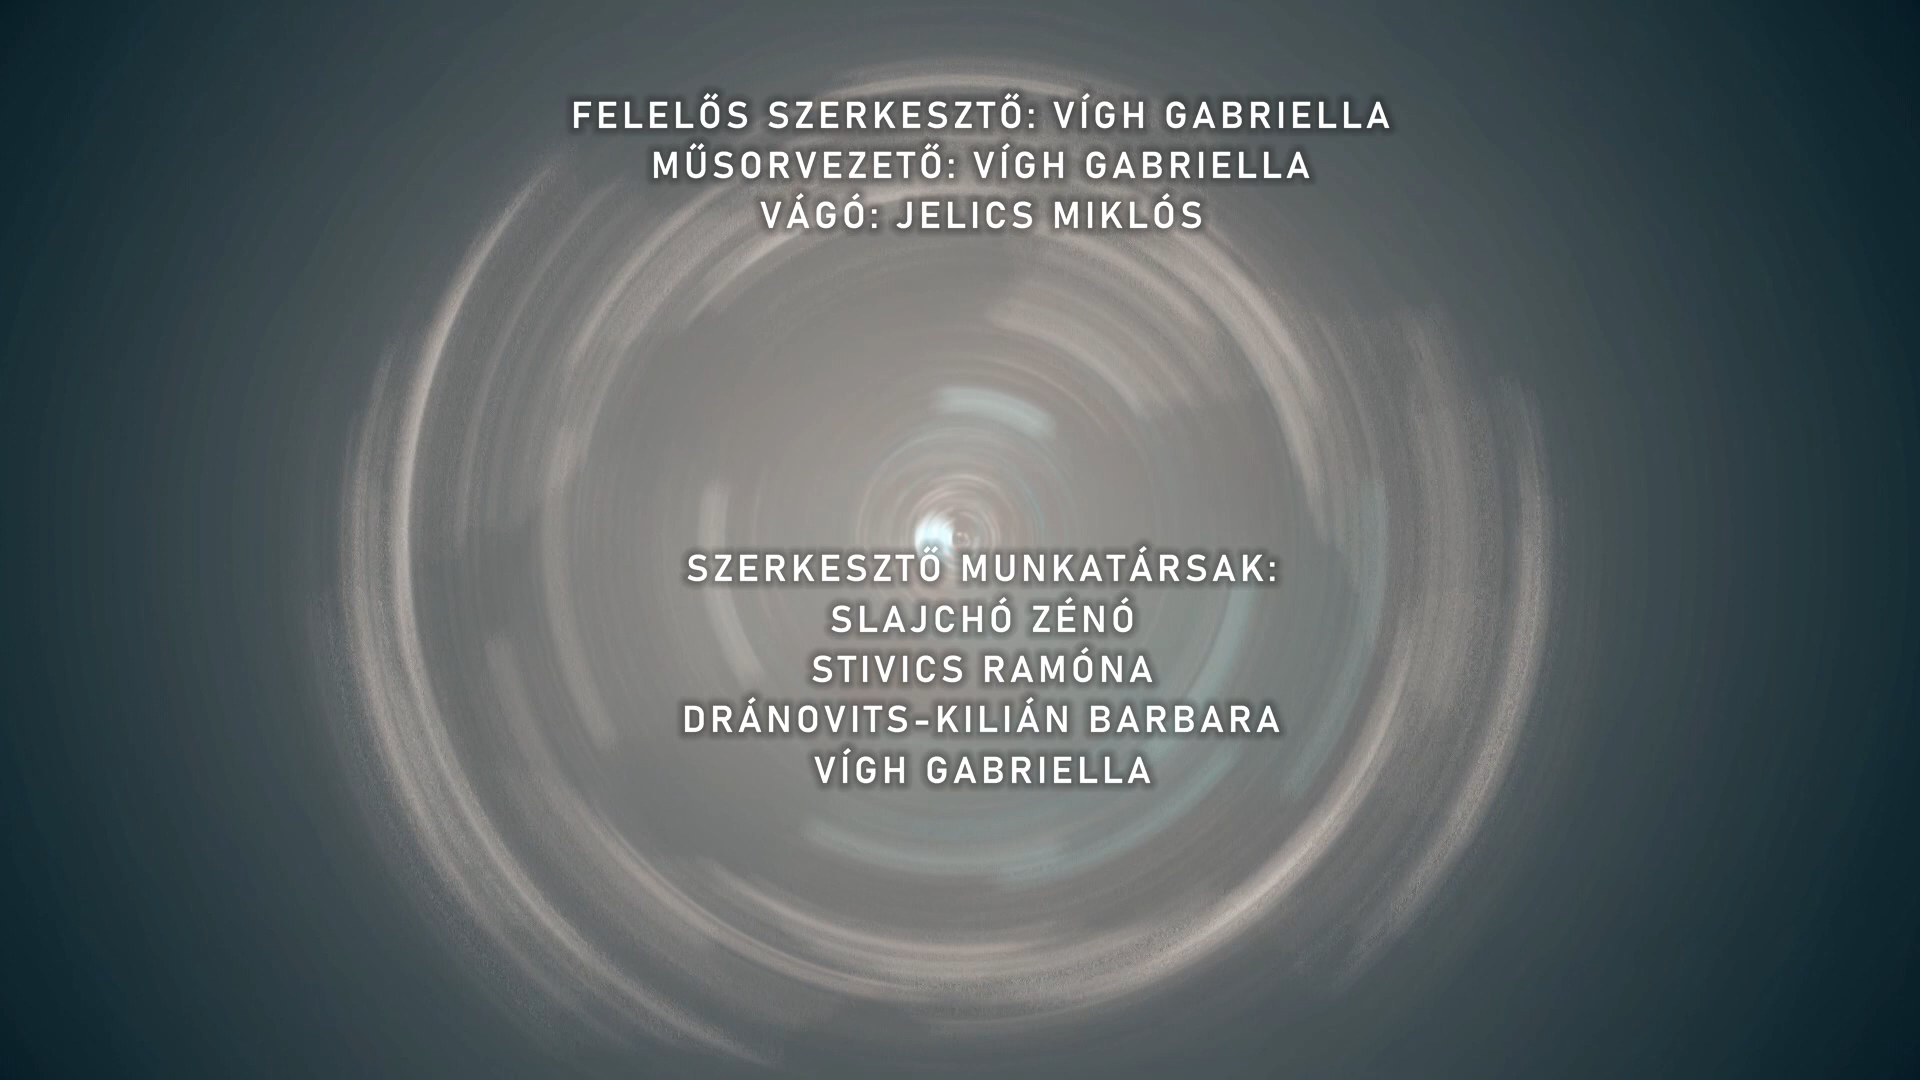 FELELŐS SZERKESZTŐ: VÍGH GABRIELLA
MŰSORVEZETŐ: VÍGH GABRIELLA
VÁGÓ: JELICS MIKLÓS
SZERKESZTŐ MUNKATÁRSAK:
SLAJCHÓ ZÉNÓ
STIVICS RAMÓNA
DRÁNOVITS-KILIÁN BARBARA
VÍGH GABRIELLA